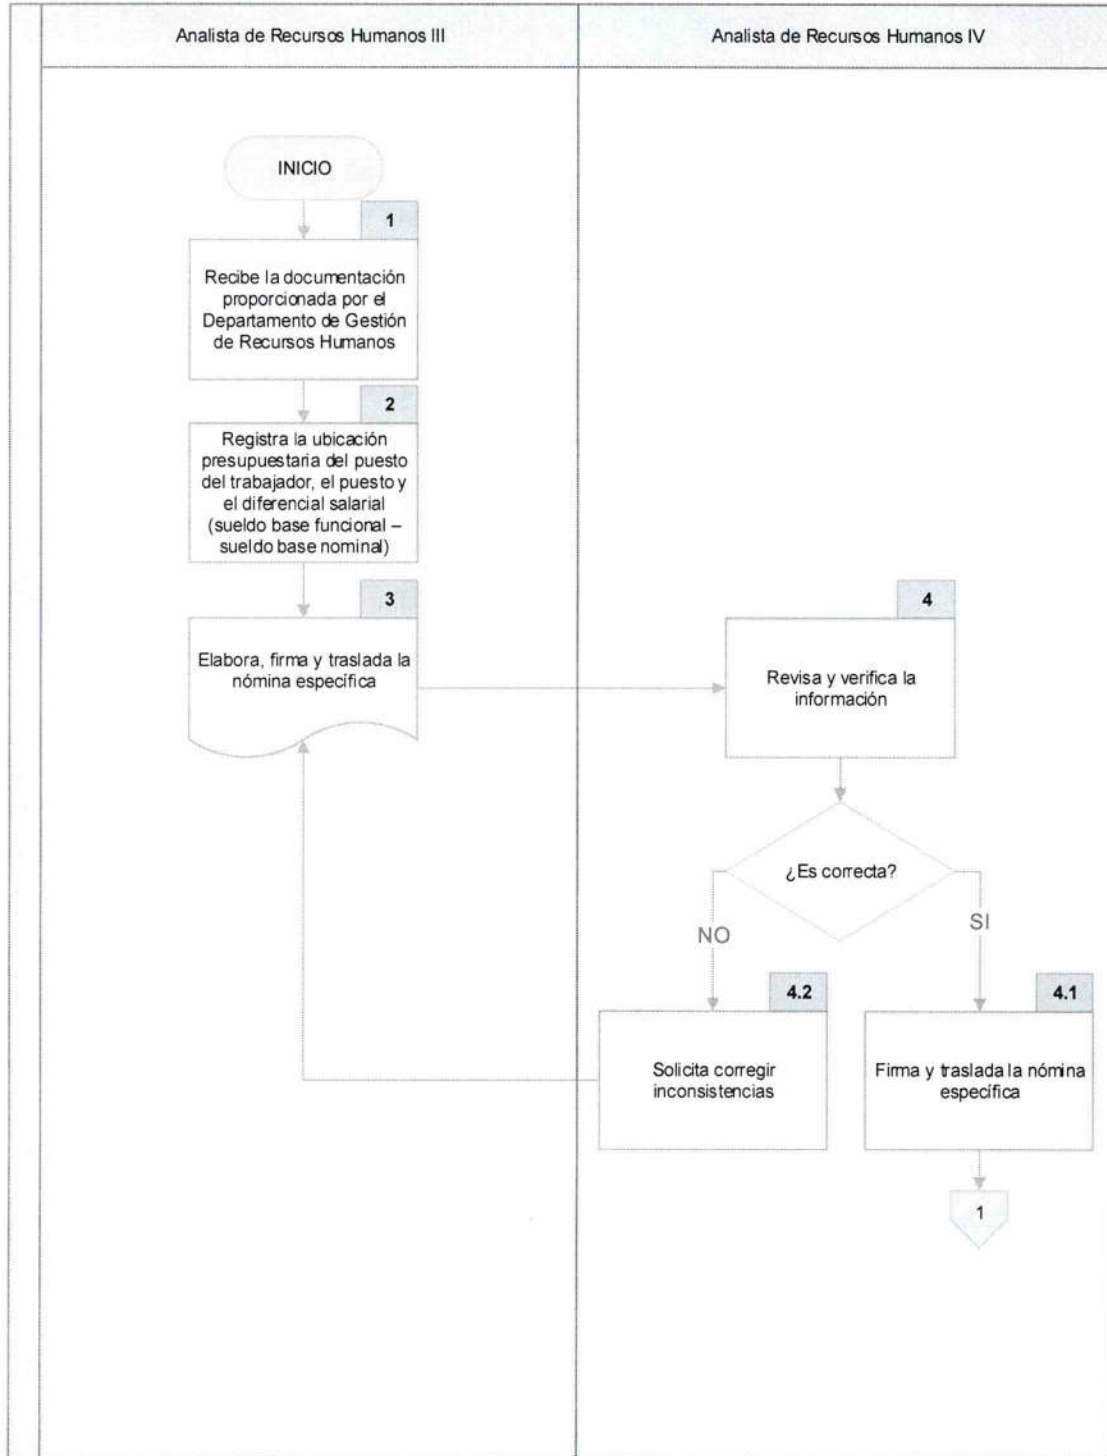 Analista de Recursos Humanos III
Analista de Recursos Humanos IV
INICIO
1
Recibe la documentación
proporcionada por el
Departamento de Gestión
de Recursos Humanos
2
Registra la ubicación
presupuestaria del puesto
del trabajador, el puesto y
el diferencial salarial
(sueldo base funcional –
sueldo base nominal)
3
Elabora, firma y traslada la
nómina específica
4
Revisa y verifica la
información
¿Es correcta?
NO
SI
4.2
Solicita corregir
inconsistencias
4.1
Firma y traslada la nómina
específica
1